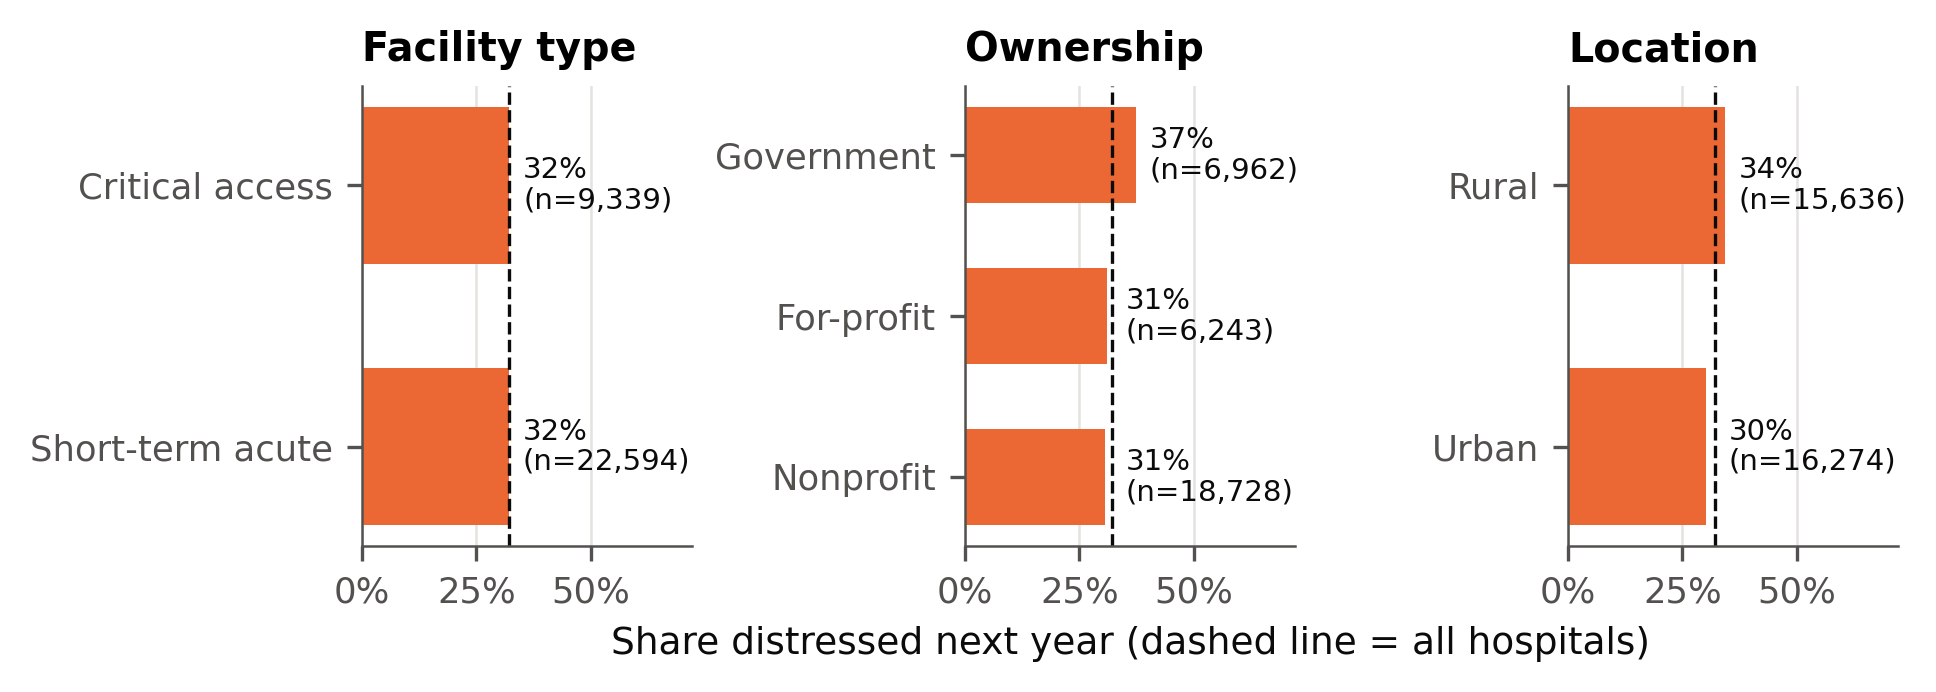 Facility type
Critical access
32%
(n=9,339)
Short-term acute
32%
(n=22,594)
0% 25% 50%
Ownership
Government
37%
(n=6,962)
For-profit
31%
(n=6,243)
Nonprofit
31%
(n=18,728)
0% 25% 50%
Location
Rural
34%
(n=15,636)
Urban
30%
(n=16,274)
0% 25% 50%
Share distressed next year (dashed line = all hospitals)